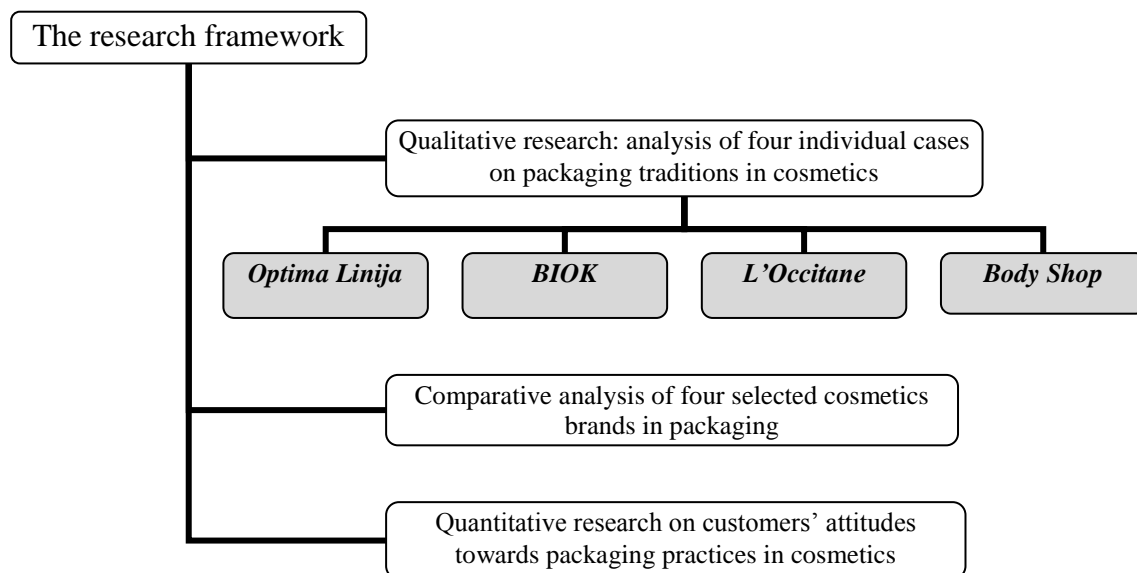 The research framework
Qualitative research: analysis of four individual cases
on packaging traditions in cosmetics
Optima Linija
BIOK
L’Occitane
Body Shop
Comparative analysis of four selected cosmetics
brands in packaging
Quantitative research on customers’ attitudes
towards packaging practices in cosmetics